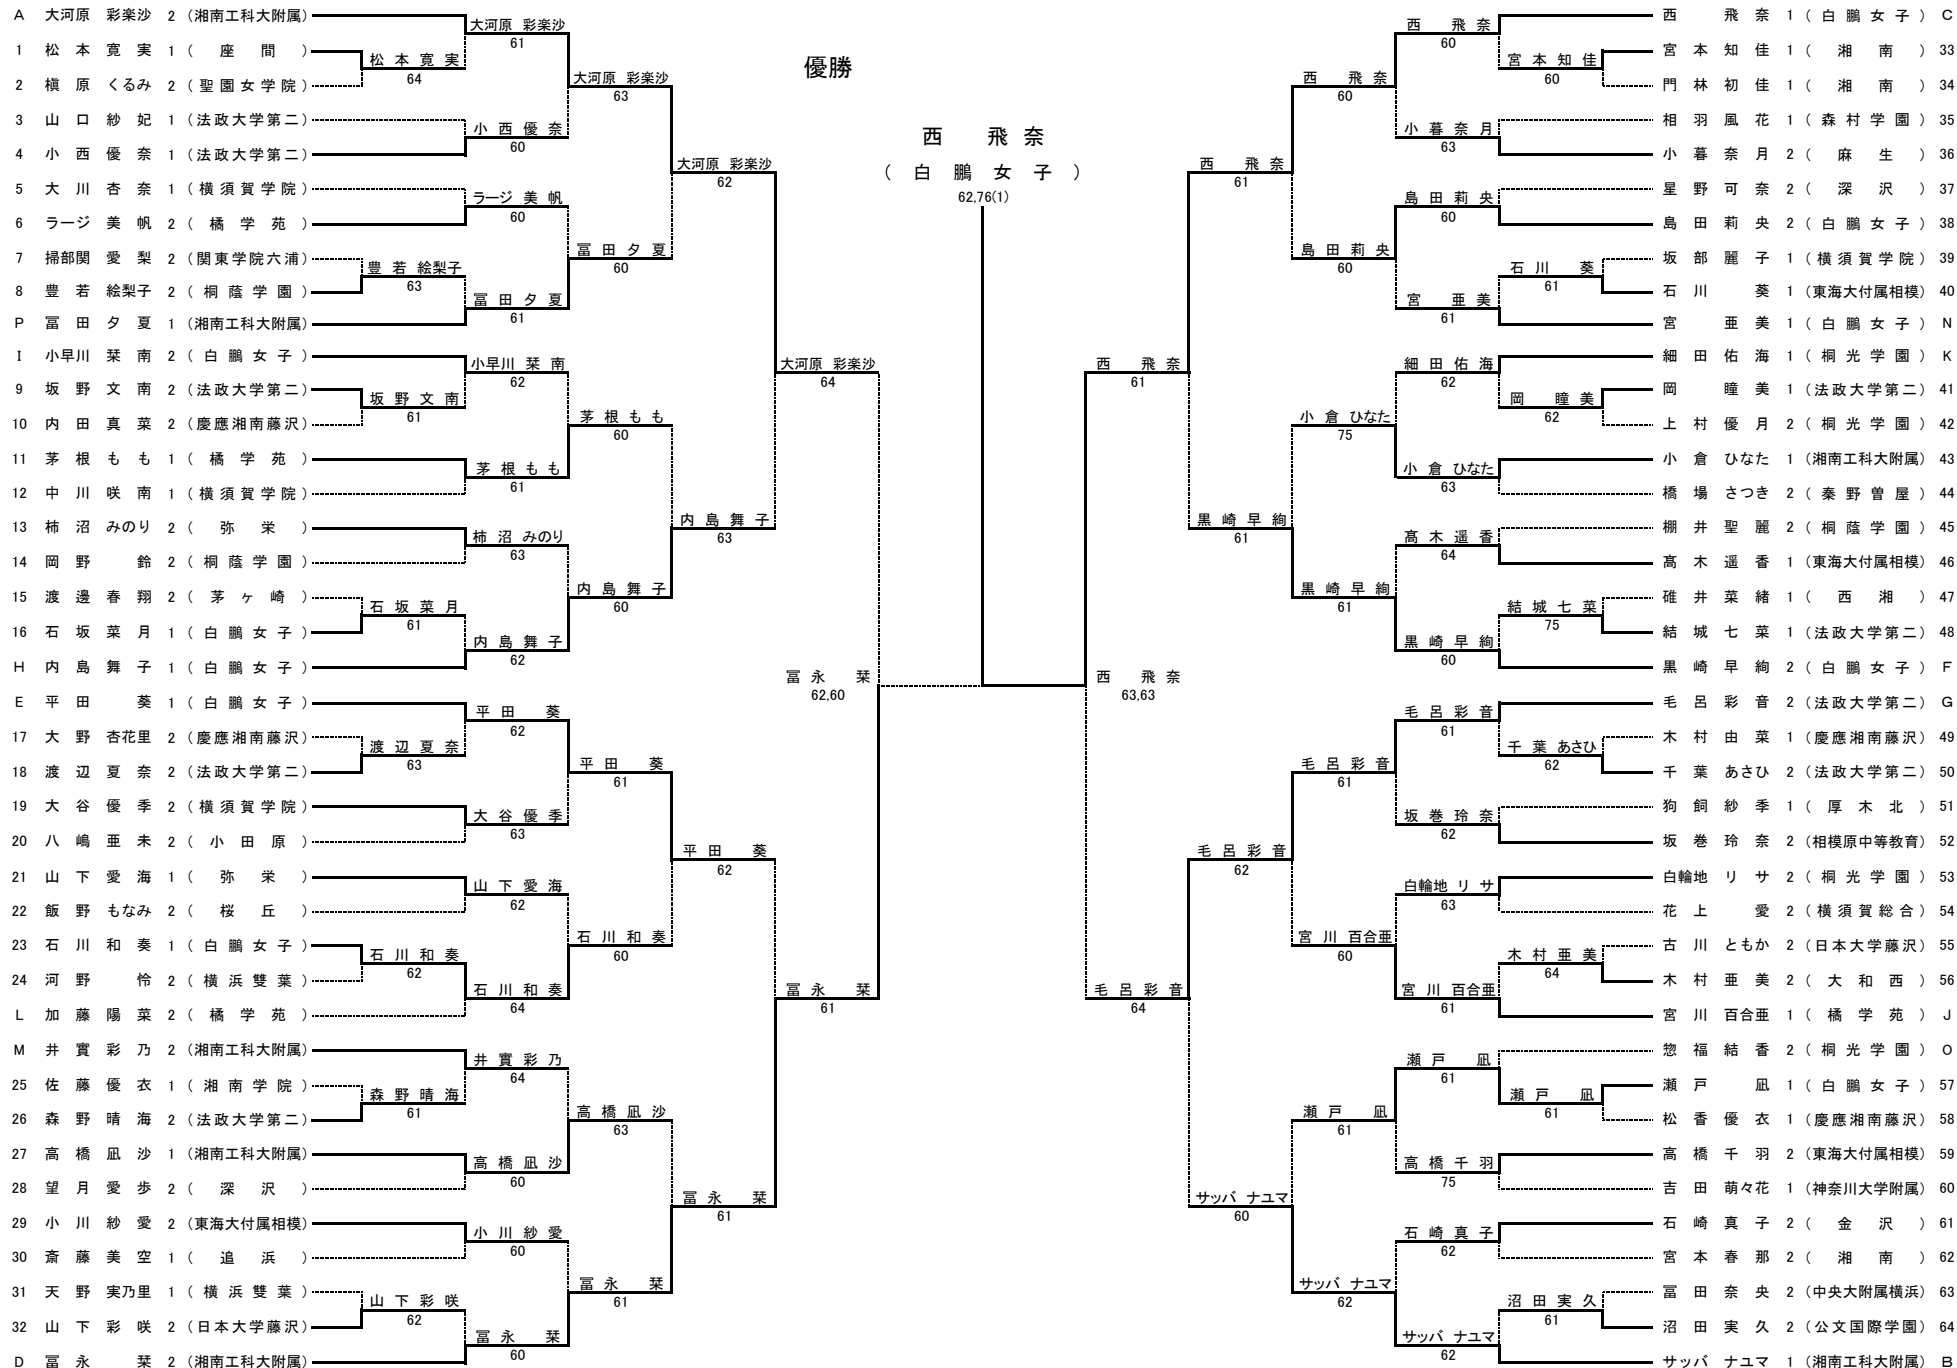 優勝
西 飛奈
( 白鵬女子 )
62,76(1)
A 大河原 彩楽沙 2 (湘南工科大附属)
1 松本寛実 1 ( 座間 )
2 槇原 くるみ 2 (聖園女学院)
3 山口紗妃 1 (法政大学第二)
4 小西優奈 1 (法政大学第二)
5 大川杏奈 1 (横須賀学院)
6 ラージ 美帆 2 ( 橘学苑 )
7 掃部関 愛梨 2 (関東学院六浦)
8 豊若 絵梨子 2 (桐蔭学園)
P 冨田夕夏 1 (湘南工科大附属)
I 小早川 栞南 2 (白鵬女子)
9 坂野文南 2 (法政大学第二)
10 内田真菜 2 (慶應湘南藤沢)
11 茅根もも 1 ( 橘学苑 )
12 中川咲南 1 (横須賀学院)
13 柿沼 みのり 2 ( 弥栄 )
14 岡野 鈴 2 (桐蔭学園)
15 渡邊春翔 2 (茅ヶ崎)
16 石坂菜月 1 (白鵬女子)
H 内島舞子 1 (白鵬女子)
E 平田 葵 1 (白鵬女子)
17 大野 杏花里 2 (慶應湘南藤沢)
18 渡辺夏奈 2 (法政大学第二)
19 大谷優季 2 (横須賀学院)
20 八嶋亜未 2 ( 小田原 )
21 山下愛海 1 ( 弥栄 )
22 飯野 もなみ 2 ( 桜丘 )
23 石川和奏 1 (白鵬女子)
24 河野 怜 2 (横浜雙葉)
L 加藤陽菜 2 ( 橘学苑 )
M 井實彩乃 2 (湘南工科大附属)
25 佐藤優衣 1 (湘南学院)
26 森野晴海 2 (法政大学第二)
27 高橋凪沙 1 (湘南工科大附属)
28 望月愛歩 2 ( 深沢 )
29 小川紗愛 2 (東海大付属相模)
30 斎藤美空 1 ( 追浜 )
31 天野 実乃里 1 (横浜雙葉)
32 山下彩咲 2 (日本大学藤沢)
D 冨永 栞 2 (湘南工科大附属)
松本寛実
64
豊若 絵梨子
63
坂野文南
61
石坂菜月
61
渡辺夏奈
63
石川和奏
62
森野晴海
61
山下彩咲
62
大河原 彩楽沙
61
小西優奈
60
ラージ 美帆
60
冨田夕夏
61
小早川 栞南
62
茅根もも
61
柿沼 みのり
63
内島舞子
62
平田 葵
62
大谷優季
63
山下愛海
62
石川和奏
64
井實彩乃
64
高橋凪沙
60
小川紗愛
60
冨永 栞
60
大河原 彩楽沙
63
冨田夕夏
60
茅根もも
60
内島舞子
60
平田 葵
61
石川和奏
60
高橋凪沙
63
冨永 栞
61
大河原 彩楽沙
62
内島舞子
63
平田 葵
62
冨永 栞
61
大河原 彩楽沙
64
冨永 栞
61
冨永 栞
62,60
西 飛奈
63,63
西 飛奈
61
毛呂彩音
64
西 飛奈
61
黒崎早絢
61
毛呂彩音
62
サッバ ナユマ
60
西 飛奈
60
島田莉央
60
小倉 ひなた
75
黒崎早絢
61
毛呂彩音
61
宮川 百合亜
60
瀬戸 凪
61
サッバ ナユマ
62
西 飛奈
60
小暮奈月
63
島田莉央
60
宮 亜美
61
細田佑海
62
小倉 ひなた
63
髙木遥香
64
黒崎早絢
60
毛呂彩音
61
坂巻玲奈
62
白輪地 リサ
63
宮川 百合亜
61
瀬戸 凪
61
高橋千羽
75
石崎真子
62
サッバ ナユマ
62
宮本知佳
60
石川 葵
61
岡 瞳美
62
結城七菜
75
千葉 あさひ
62
木村亜美
64
瀬戸 凪
61
沼田実久
61
西 飛奈 1 (白鵬女子) C
宮本知佳 1 ( 湘南 ) 33
門林初佳 1 ( 湘南 ) 34
相羽風花 1 (森村学園) 35
小暮奈月 2 ( 麻生 ) 36
星野可奈 2 ( 深沢 ) 37
島田莉央 2 (白鵬女子) 38
坂部麗子 1 (横須賀学院) 39
石川 葵 1 (東海大付属相模) 40
宮 亜美 1 (白鵬女子) N
細田佑海 1 (桐光学園) K
岡 瞳美 1 (法政大学第二) 41
上村優月 2 (桐光学園) 42
小倉 ひなた 1 (湘南工科大附属) 43
橋場 さつき 2 (秦野曽屋) 44
棚井聖麗 2 (桐蔭学園) 45
髙木遥香 1 (東海大付属相模) 46
碓井菜緒 1 ( 西湘 ) 47
結城七菜 1 (法政大学第二) 48
黒崎早絢 2 (白鵬女子) F
毛呂彩音 2 (法政大学第二) G
木村由菜 1 (慶應湘南藤沢) 49
千葉 あさひ 2 (法政大学第二) 50
狗飼紗季 1 ( 厚木北 ) 51
坂巻玲奈 2 (相模原中等教育) 52
白輪地 リサ 2 (桐光学園) 53
花上 愛 2 (横須賀総合) 54
古川 ともか 2 (日本大学藤沢) 55
木村亜美 2 ( 大和西 ) 56
宮川 百合亜 1 ( 橘学苑 ) J
惣福結香 2 (桐光学園) O
瀬戸 凪 1 (白鵬女子) 57
松香優衣 1 (慶應湘南藤沢) 58
高橋千羽 2 (東海大付属相模) 59
吉田 萌々花 1 (神奈川大学附属) 60
石崎真子 2 ( 金沢 ) 61
宮本春那 2 ( 湘南 ) 62
冨田奈央 2 (中央大附属横浜) 63
沼田実久 2 (公文国際学園) 64
サッバ ナユマ 1 (湘南工科大附属) B